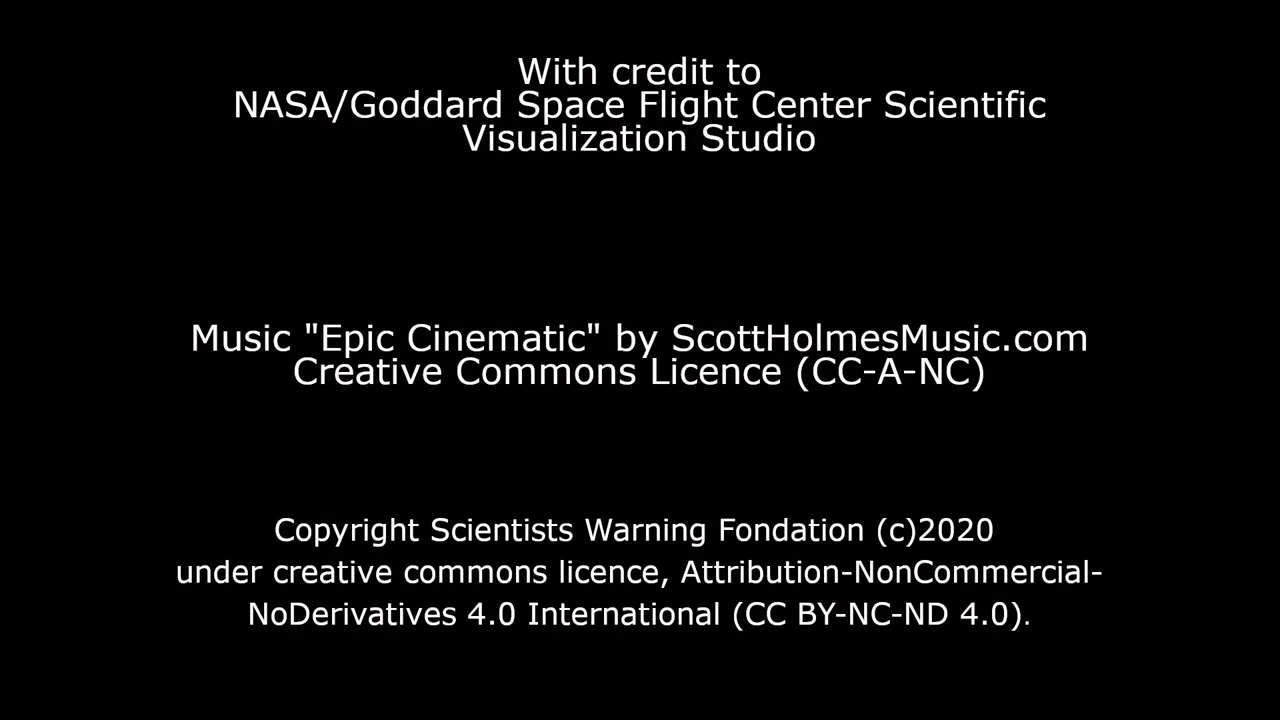 With credit to
NASA/Goddard Space Flight Center Scientific
Visualization Studio
Music "Epic Cinematic" by ScottHolmesMusic.com
Creative Commons Licence (CC-A-NC)
Copyright Scientists Warning Fondation (c)2020
under creative commons licence, Attribution-NonCommercial-
NoDerivatives 4.0 International (CC BY-NC-ND 4.0).